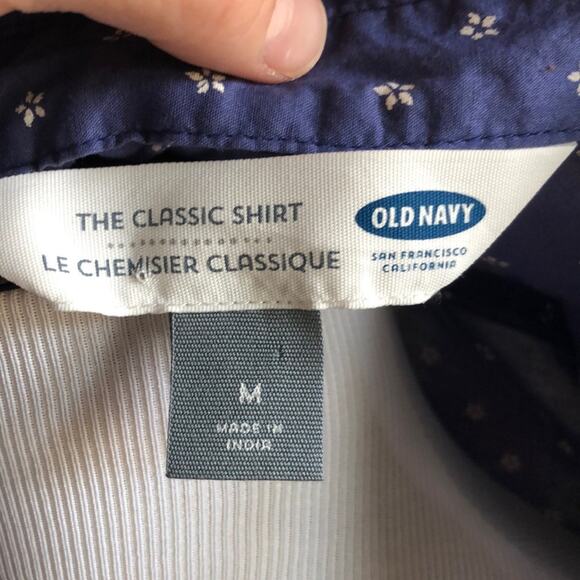 THE CLASSIC SHIRT
LE CHEMISIER CLASSIQUE
OLD NAVY
SAN FRANCISCO
CALIFORNIA
M
MADE IN
INDIA